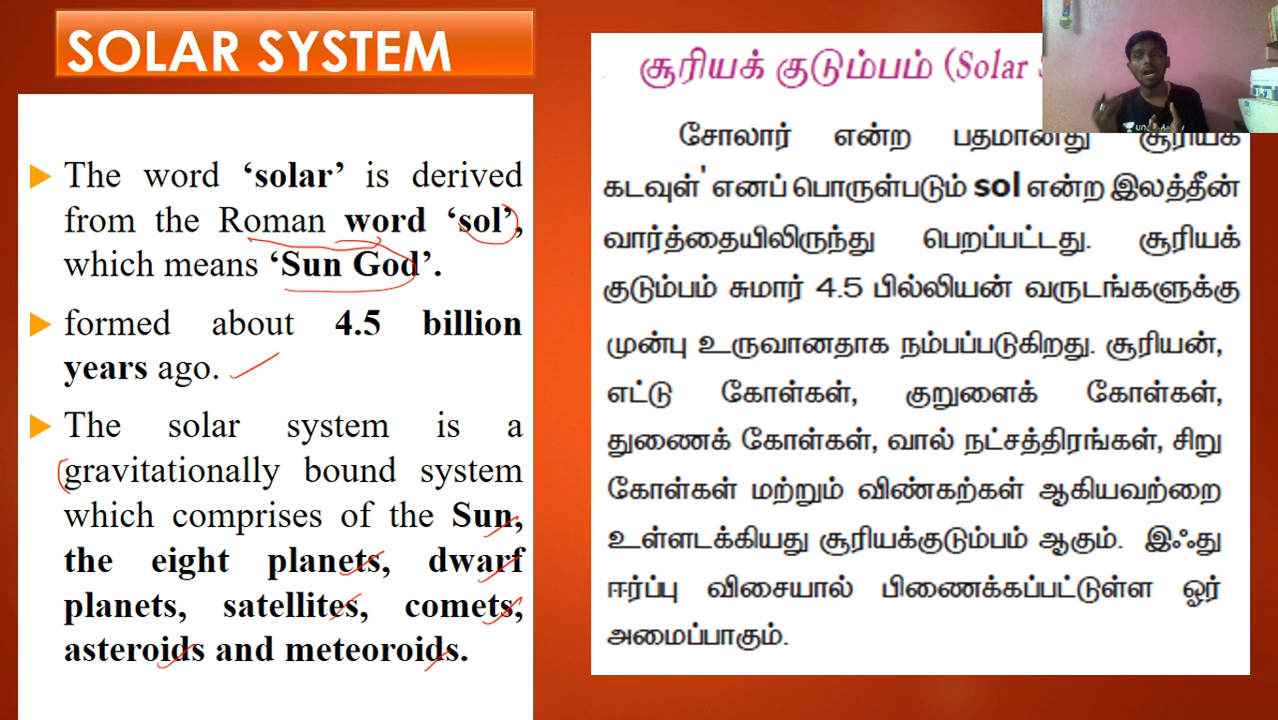 SOLAR SYSTEM
The word ‘solar’ is derived
from the Roman word ‘sol’,
which means ‘Sun God’.
formed about 4.5 billion
years ago.
The solar system is a
gravitationally bound system
which comprises of the Sun,
the eight planets, dwarf
planets, satellites, comets,
asteroids and meteoroids.
சூரியக் குடும்பம் (Solar
சோலார் என்ற பதமானது சூரியக்
கடவுள்' எனப் பொருள்படும் sol என்ற இலத்தீன்
வார்த்தையிலிருந்து பெறப்பட்டது. சூரியக்
குடும்பம் சுமார் 4.5 பில்லியன் வருடங்களுக்கு
முன்பு உருவானதாக நம்பப்படுகிறது. சூரியன்,
எட்டு கோள்கள், குறுளைக் கோள்கள்,
துணைக் கோள்கள், வால் நட்சத்திரங்கள், சிறு
கோள்கள் மற்றும் விண்கற்கள் ஆகியவற்றை
உள்ளடக்கியது சூரியக்குடும்பம் ஆகும். இஃது
ஈர்ப்பு விசையால் பிணைக்கப்பட்டுள்ள ஓர்
அமைப்பாகும்.